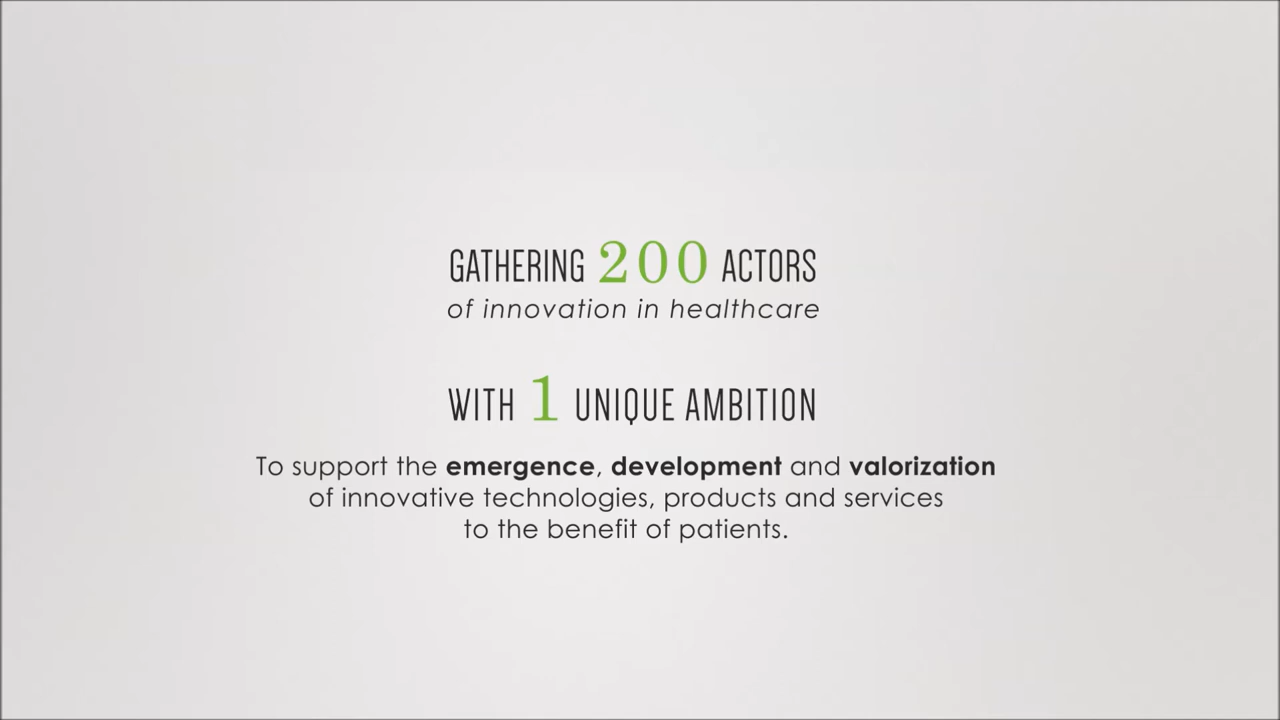 GATHERING 200 ACTORS
of innovation in healthcare
WITH 1 UNIQUE AMBITION
To support the emergence, development and valorization
of innovative technologies, products and services
to the benefit of patients.